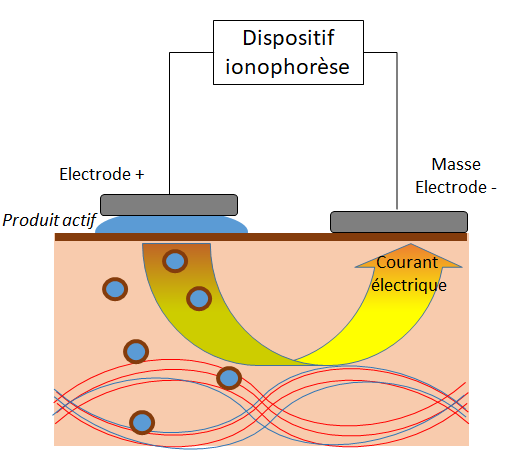 Dispositif
ionophorèse
Electrode +
Masse
Electrode -
Produit actif
Courant
électrique